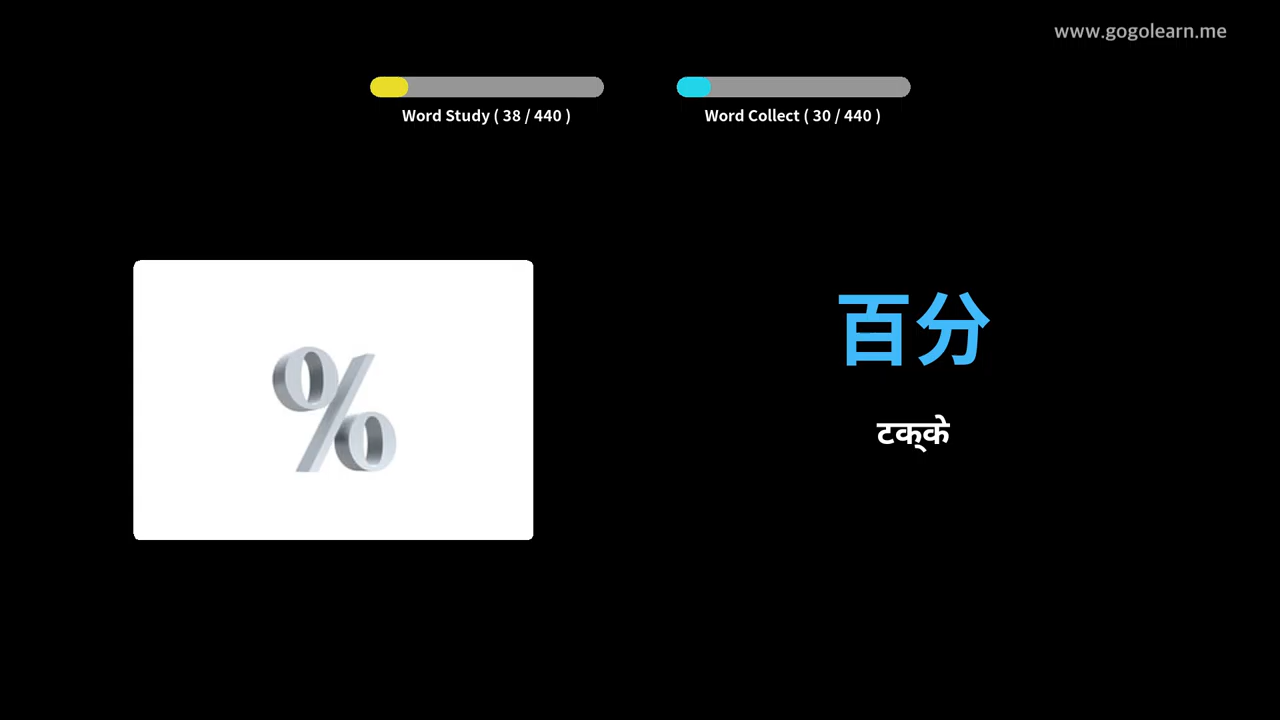 www.gogolearn.me
Word Study ( 38 / 440 )
Word Collect ( 30 / 440 )
%
百分
टक्के